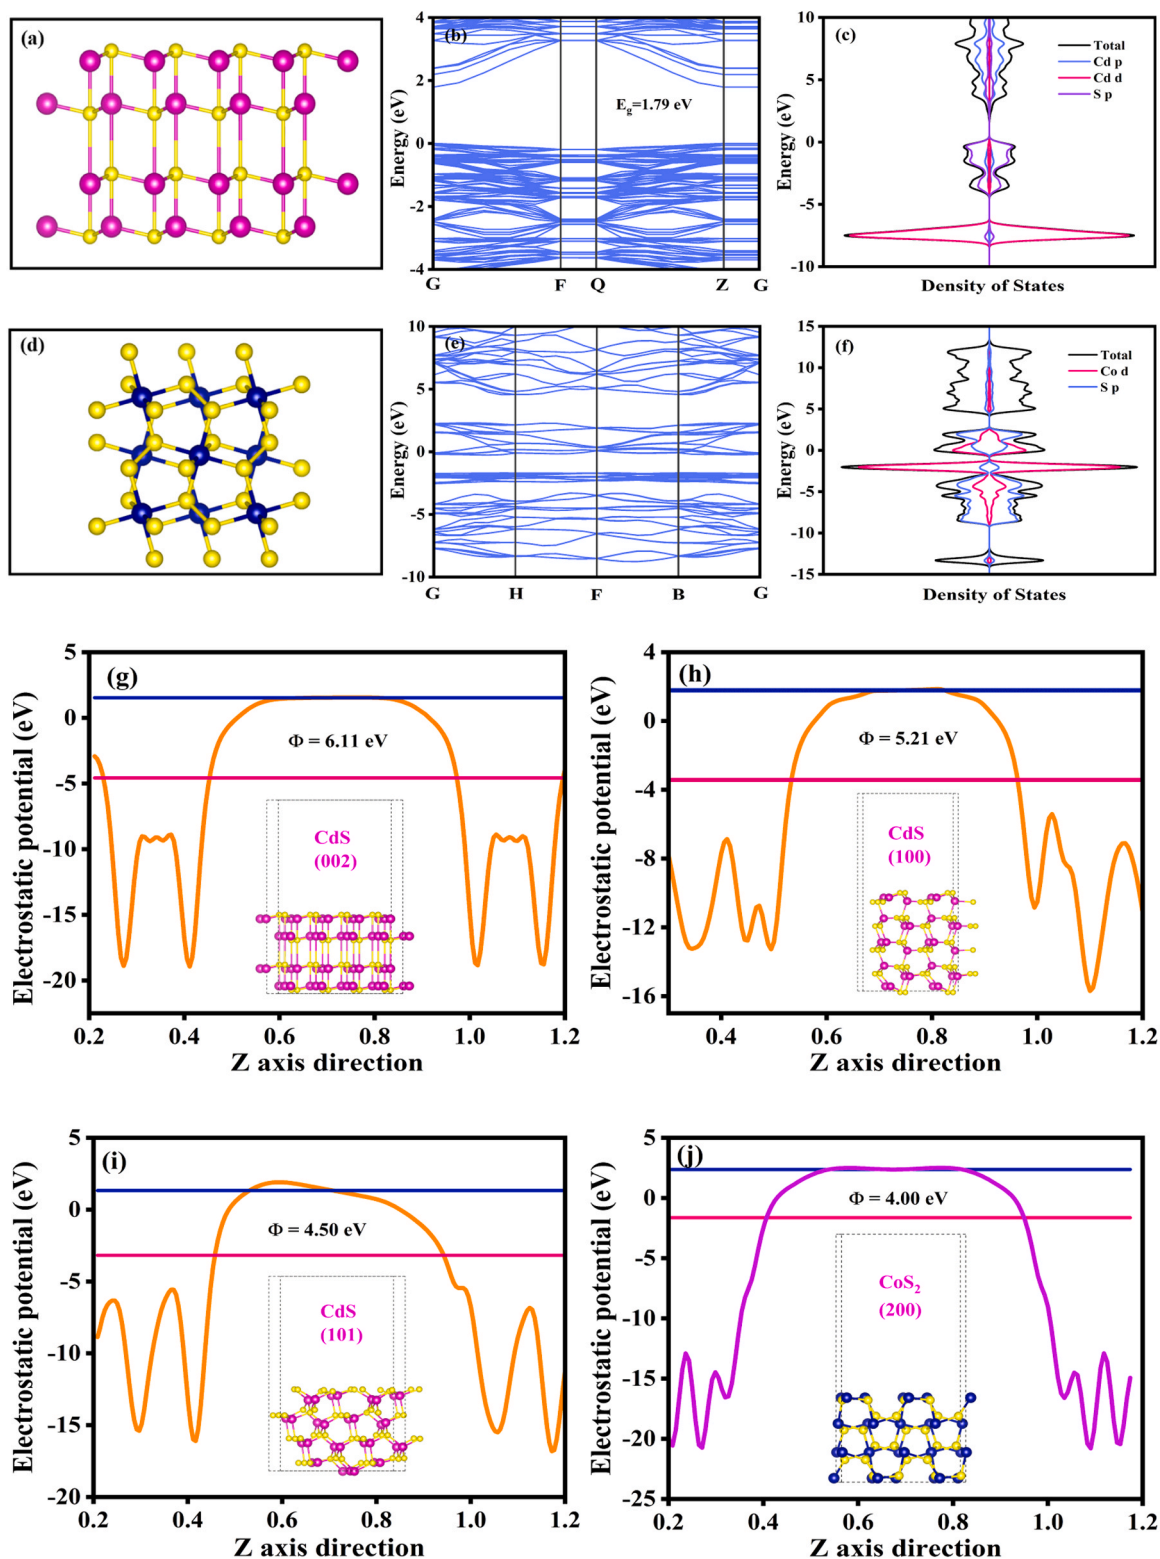 (a)
(b)
E_g=1.79 eV
Energy (eV)
4
2
0
-2
-4
G F Q Z G
(c)
Total
Cd p
Cd d
S p
Energy (eV)
10
5
0
-5
-10
Density of States
(d)
(e)
Energy (eV)
10
5
0
-5
-10
G H F B G
(f)
Total
Co d
S p
Energy (eV)
15
10
5
0
-5
-10
-15
Density of States
(g)
Electrostatic potential (eV)
5
0
-5
-10
-15
-20
Φ = 6.11 eV
CdS
(002)
0.2 0.4 0.6 0.8 1.0 1.2
Z axis direction
(h)
Electrostatic potential (eV)
4
0
-4
-8
-12
-16
Φ = 5.21 eV
CdS
(100)
0.4 0.6 0.8 1.0 1.2
Z axis direction
(i)
Electrostatic potential (eV)
5
0
-5
-10
-15
-20
Φ = 4.50 eV
CdS
(101)
0.2 0.4 0.6 0.8 1.0 1.2
Z axis direction
(j)
Electrostatic potential (eV)
5
0
-5
-10
-15
-20
-25
Φ = 4.00 eV
CoS₂
(200)
0.2 0.4 0.6 0.8 1.0 1.2
Z axis direction